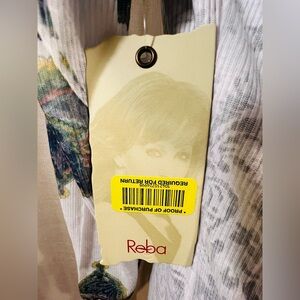 * PROOF OF PURCHASE *
REQUIRED FOR RETURN
Reba